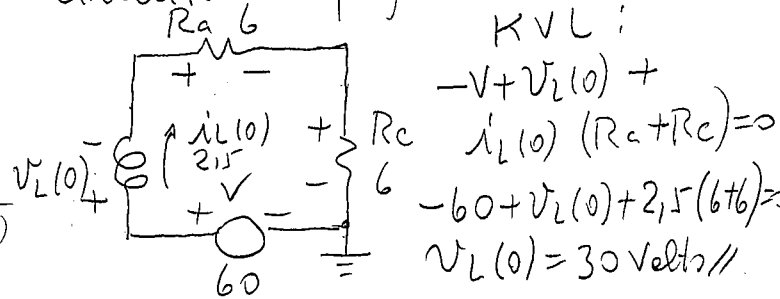 Ra 6
KVL:
+ -
-V+VL(0)+
iL(0) (Ra+Rc)=0
VL(0)
- +
iL(0)
2,5
+ -
Rc
6
V
+ -
60
-60+VL(0)+2,5(6+6)=
VL(0)=30 Volts//